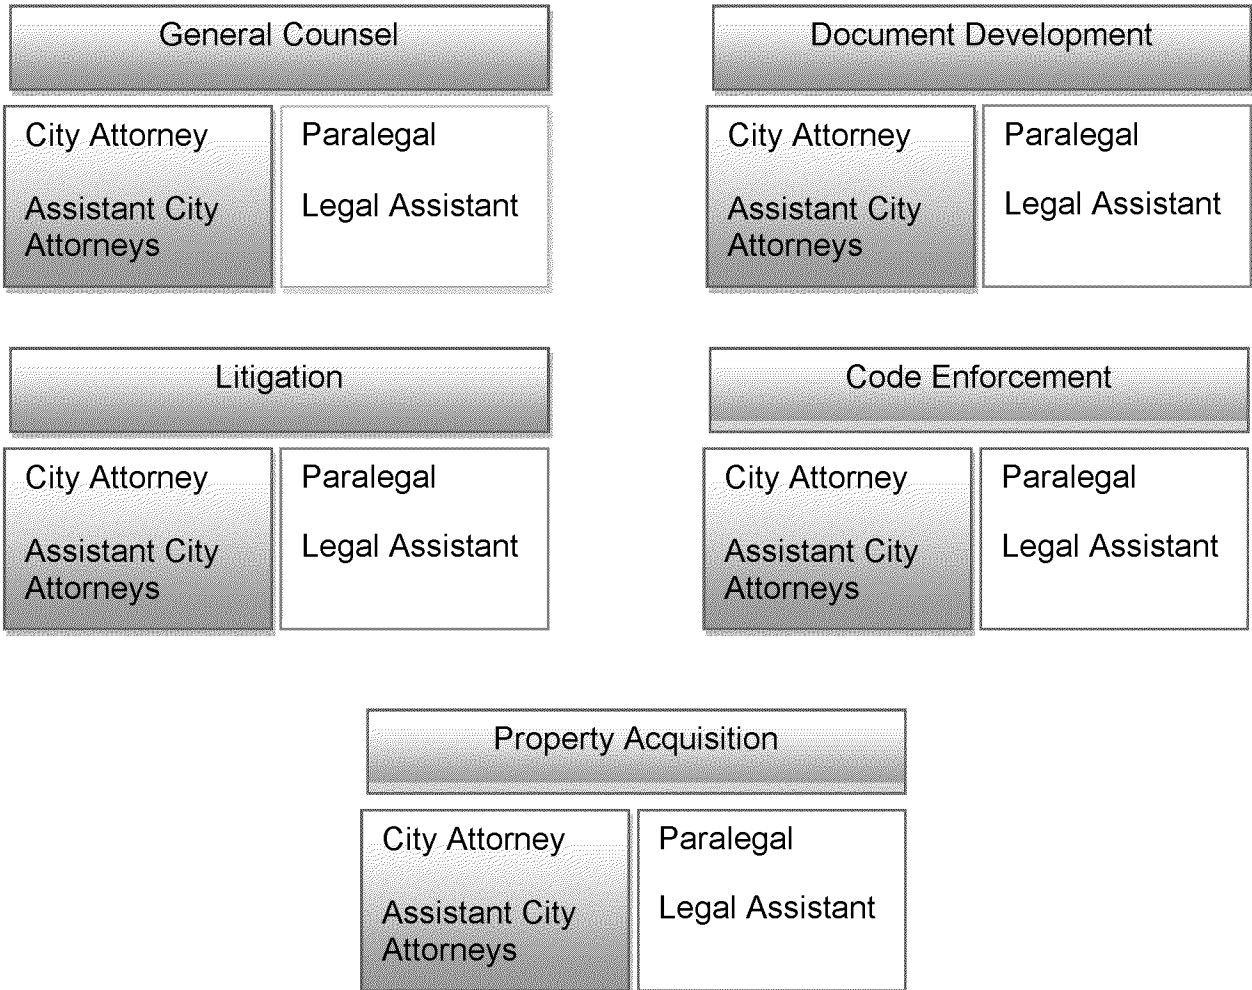 General Counsel
City Attorney
Assistant City
Attorneys
Paralegal
Legal Assistant
Document Development
City Attorney
Assistant City
Attorneys
Paralegal
Legal Assistant
Litigation
City Attorney
Assistant City
Attorneys
Paralegal
Legal Assistant
Code Enforcement
City Attorney
Assistant City
Attorneys
Paralegal
Legal Assistant
Property Acquisition
City Attorney
Assistant City
Attorneys
Paralegal
Legal Assistant